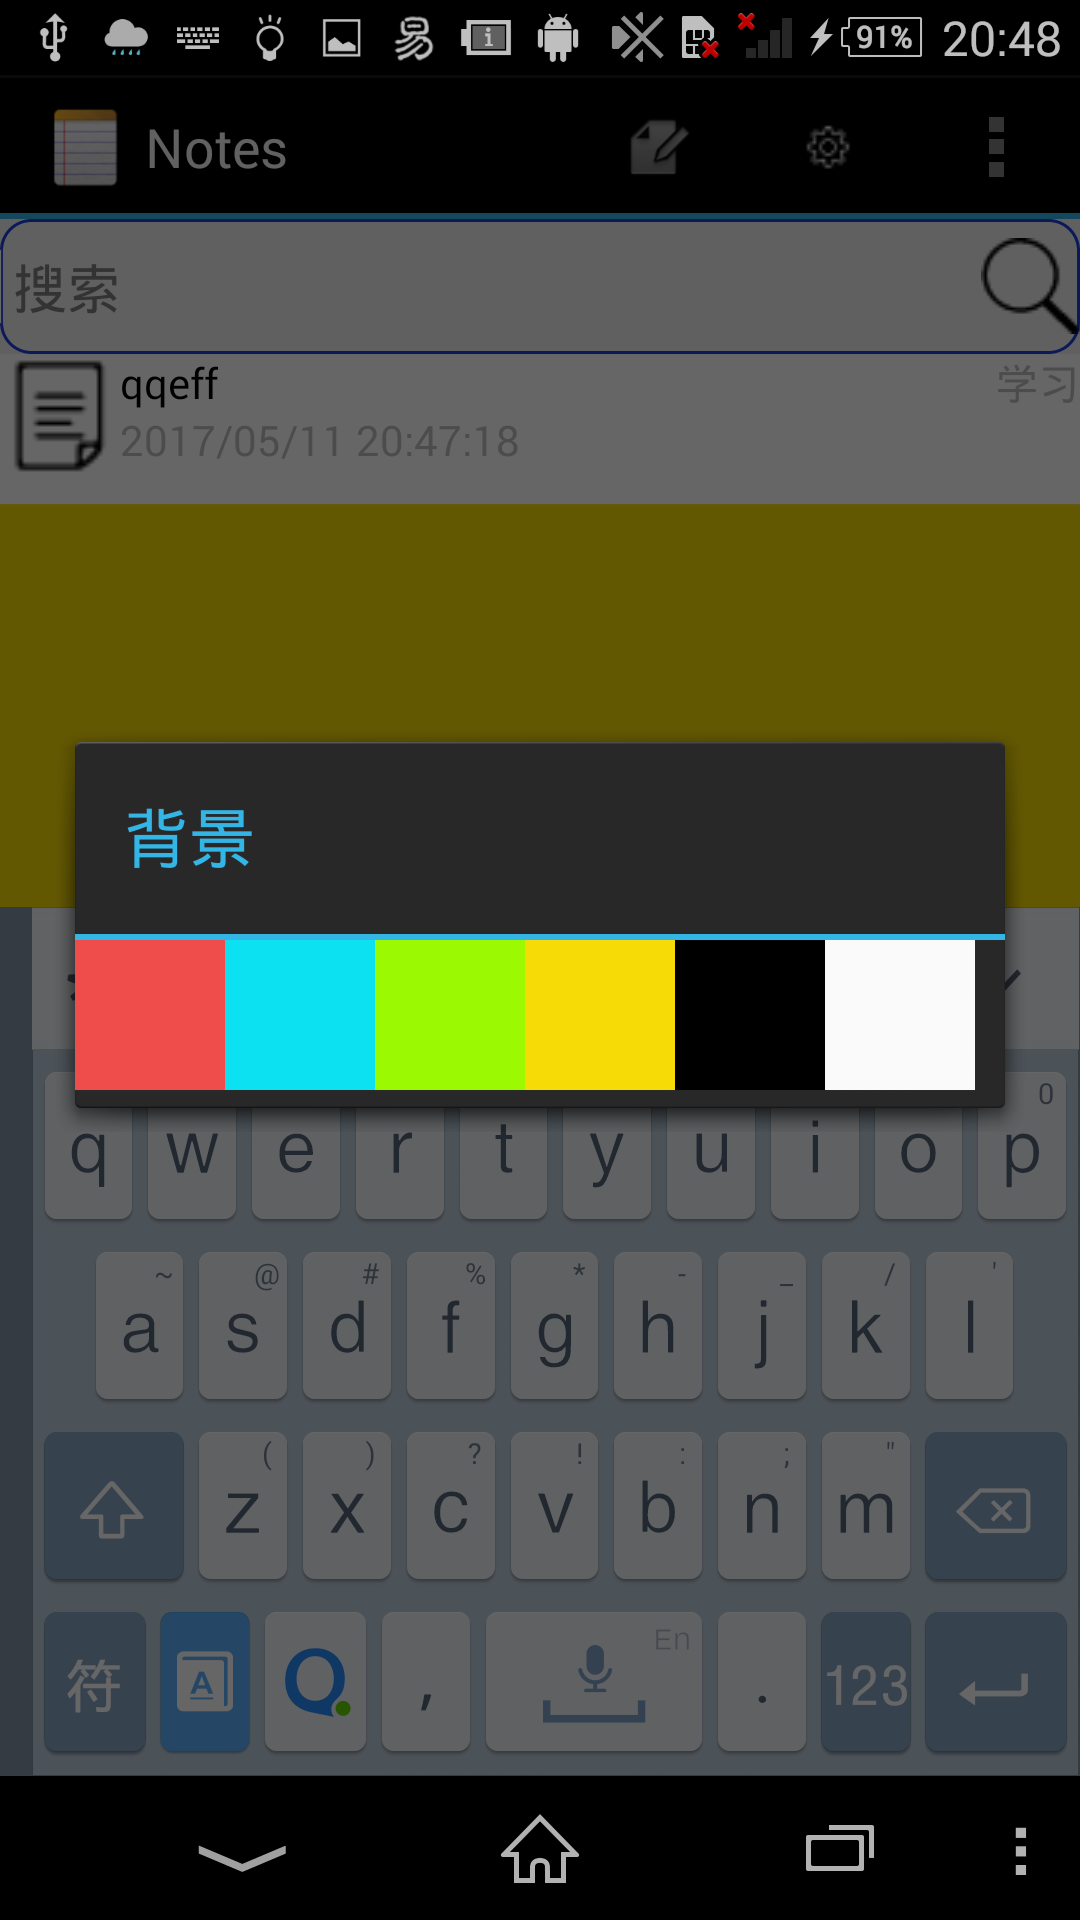 易 91% 20:48
Notes
搜索
qqeff 学习
2017/05/11 20:47:18
背景
0
q w e r t y u i o p
~ @ # % * - _ / '
a s d f g h j k l
( ) ? ! : ; "
z x c v b n m
En
符 A Q , . 123